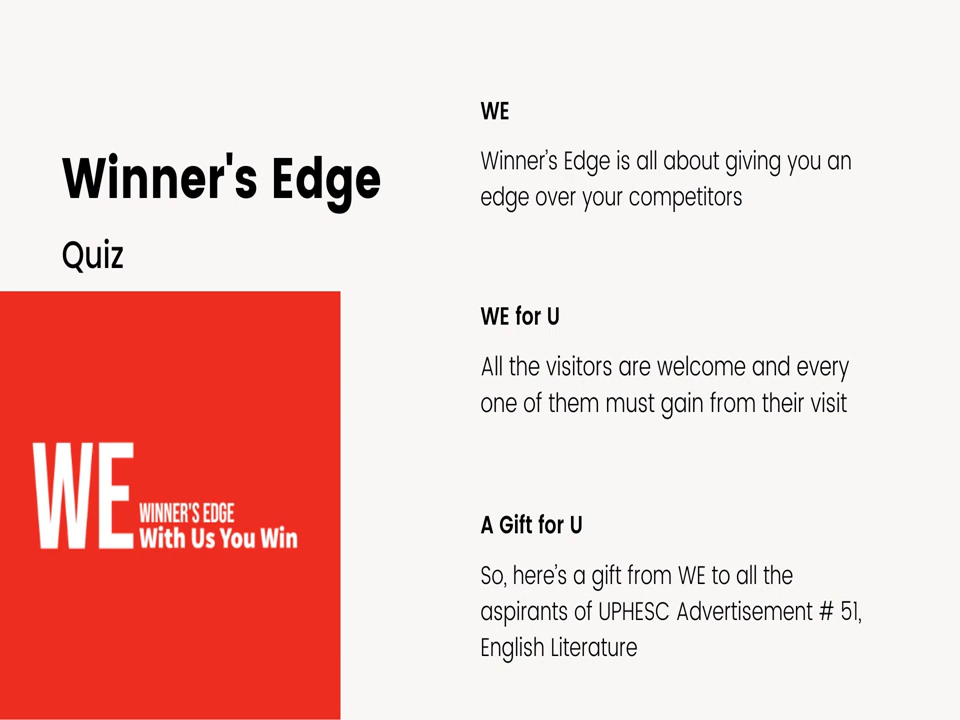 Winner's Edge
Quiz
WE
WINNER'S EDGE
With Us You Win
WE
Winner’s Edge is all about giving you an
edge over your competitors
WE for U
All the visitors are welcome and every
one of them must gain from their visit
A Gift for U
So, here’s a gift from WE to all the
aspirants of UPHESC Advertisement # 51,
English Literature